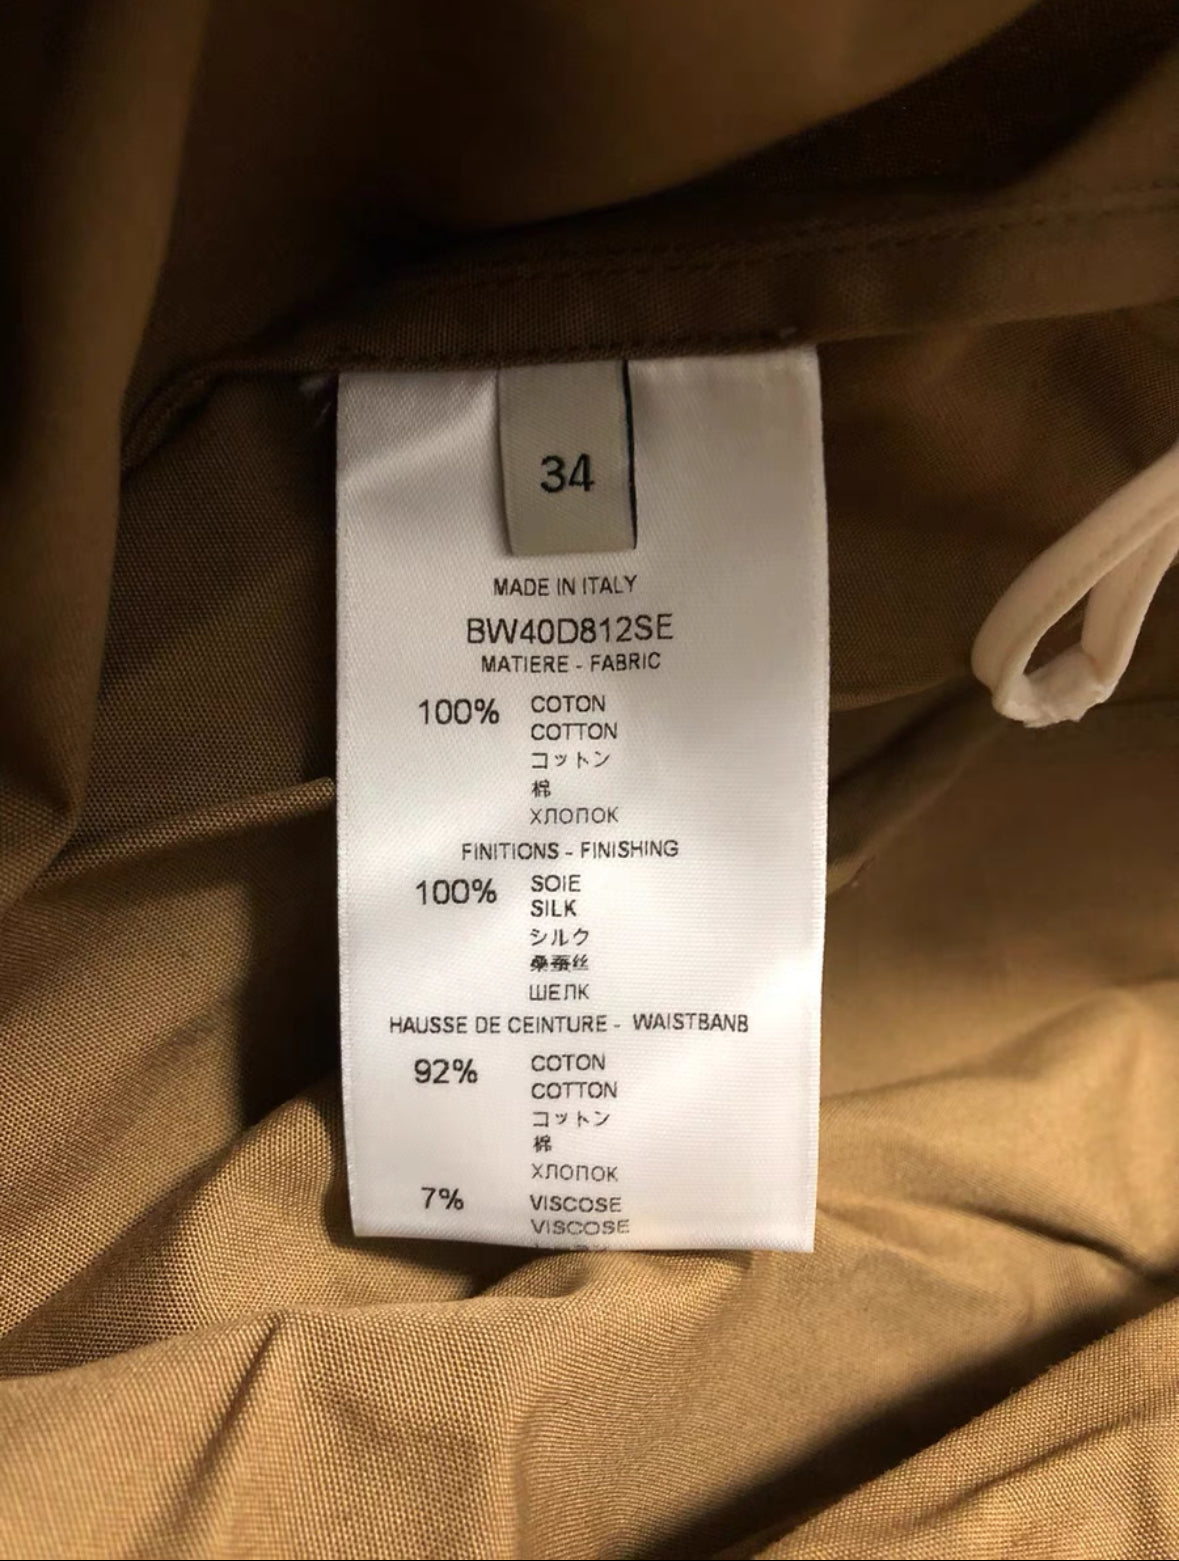 34
MADE IN ITALY
BW40D812SE
MATIERE - FABRIC
100% COTON
COTTON
コットン
棉
ХЛОПОК
FINITIONS - FINISHING
100% SOIE
SILK
シルク
桑蚕丝
ШЕЛК
HAUSSE DE CEINTURE - WAISTBANB
92% COTON
COTTON
コットン
棉
ХЛОПОК
7% VISCOSE
VISCOSE